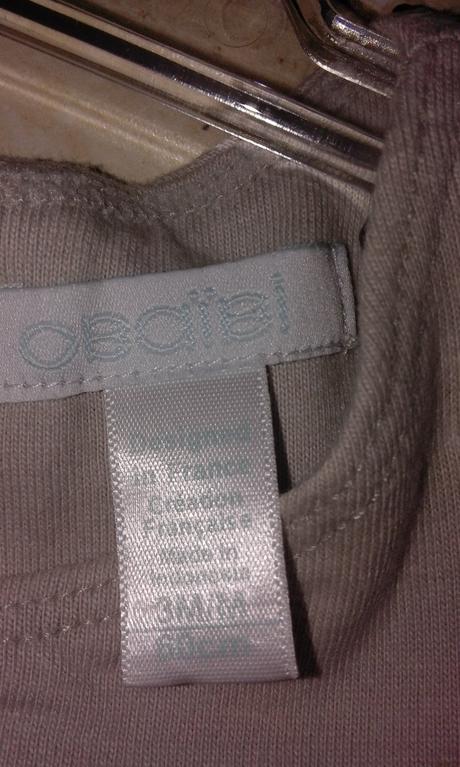 OBAÏBI
Designed
in France
Création
Française
Made in
Indonesia
3M/M
60cm